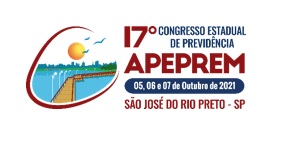 17º CONGRESSO ESTADUAL
DE PREVIDÊNCIA
APEPREM
05, 06 e 07 de Outubro de 2021
SÃO JOSÉ DO RIO PRETO - SP